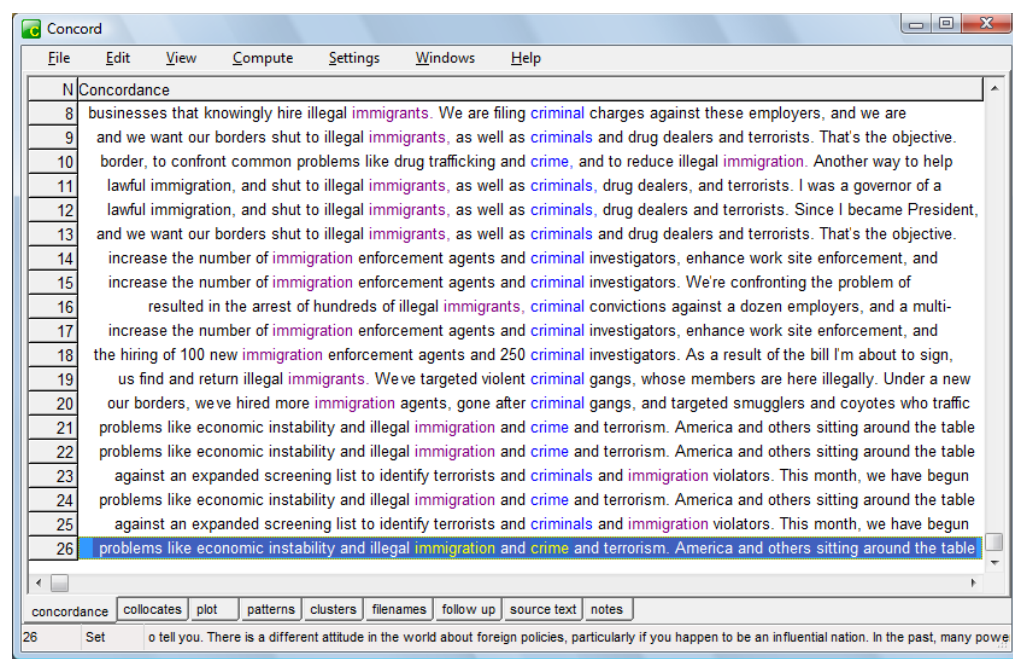 Concord
File Edit View Compute Settings Windows Help
N Concordance
8 businesses that knowingly hire illegal immigrants. We are filing criminal charges against these employers, and we are
9 and we want our borders shut to illegal immigrants, as well as criminals and drug dealers and terrorists. That's the objective.
10 border, to confront common problems like drug trafficking and crime, and to reduce illegal immigration. Another way to help
11 lawful immigration, and shut to illegal immigrants, as well as criminals, drug dealers, and terrorists. I was a governor of a
12 lawful immigration, and shut to illegal immigrants, as well as criminals, drug dealers and terrorists. Since I became President,
13 and we want our borders shut to illegal immigrants, as well as criminals and drug dealers and terrorists. That's the objective.
14 increase the number of immigration enforcement agents and criminal investigators, enhance work site enforcement, and
15 increase the number of immigration enforcement agents and criminal investigators. We're confronting the problem of
16 resulted in the arrest of hundreds of illegal immigrants, criminal convictions against a dozen employers, and a multi-
17 increase the number of immigration enforcement agents and criminal investigators, enhance work site enforcement, and
18 the hiring of 100 new immigration enforcement agents and 250 criminal investigators. As a result of the bill I'm about to sign,
19 us find and return illegal immigrants. We've targeted violent criminal gangs, whose members are here illegally. Under a new
20 our borders, we've hired more immigration agents, gone after criminal gangs, and targeted smugglers and coyotes who traffic
21 problems like economic instability and illegal immigration and crime and terrorism. America and others sitting around the table
22 problems like economic instability and illegal immigration and crime and terrorism. America and others sitting around the table
23 against an expanded screening list to identify terrorists and criminals and immigration violators. This month, we have begun
24 problems like economic instability and illegal immigration and crime and terrorism. America and others sitting around the table
25 against an expanded screening list to identify terrorists and criminals and immigration violators. This month, we have begun
26 problems like economic instability and illegal immigration and crime and terrorism. America and others sitting around the table
concordance collocates plot patterns clusters filenames follow up source text notes
26 Set o tell you. There is a different attitude in the world about foreign policies, particularly if you happen to be an influential nation. In the past, many powe